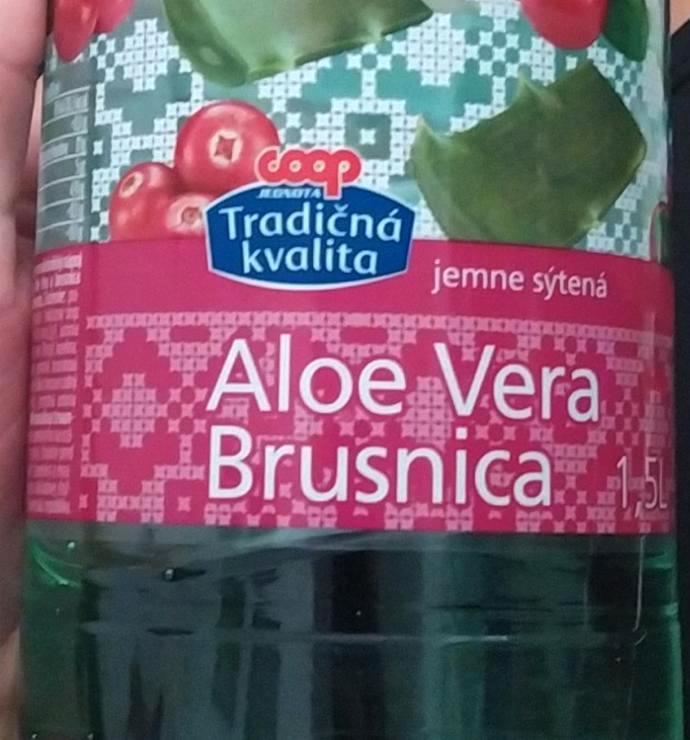 coop
JEDNOTA
Tradičná
kvalita
jemne sýtená
Aloe Vera
Brusnica
1,5L